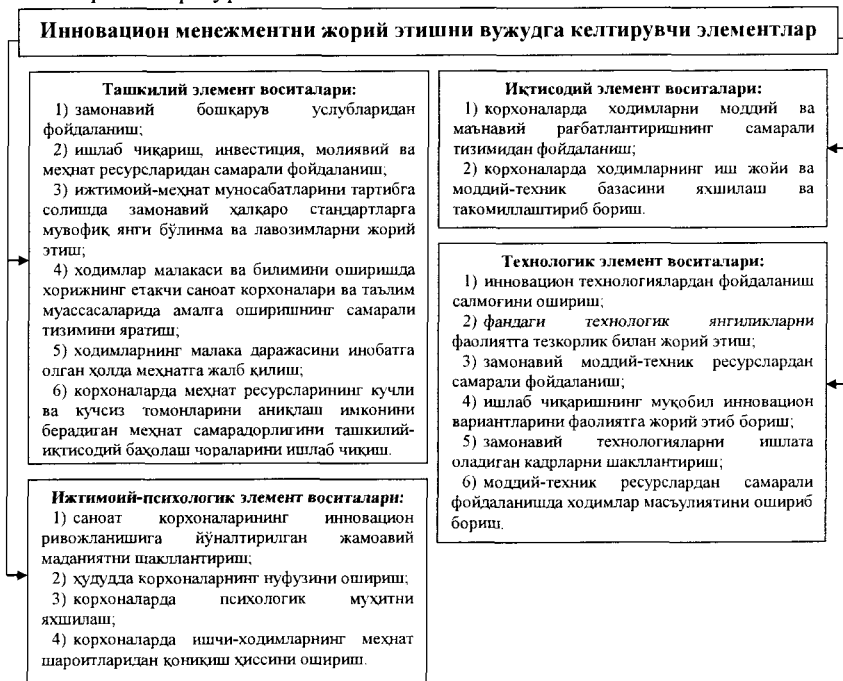 Инновацион менежментни жорий этишни вужудга келтирувчи элементлар
Ташкилий элемент воситалари:
1) замонавий бошқарув услубларидан
фойдаланиш;
2) ишлаб чиқариш, инвестиция, молиявий ва
меҳнат ресурсларидан самарали фойдаланиш;
3) ижтимоий-меҳнат муносабатларини тартибга
солишда замонавий ҳалқаро стандартларга
мувофиқ янги бўлинма ва лавозимларни жорий
этиш;
4) ходимлар малакаси ва билимини оширишда
хорижнинг етакчи саноат корхоналари ва таълим
муассасаларида амалга оширишнинг самарали
тизимини яратиш;
5) ходимларнинг малака даражасини инобатга
олган ҳолда меҳнатга жалб қилиш;
6) корхоналарда меҳнат ресурсларининг кучли
ва кучсиз томонларини аниқлаш имконини
берадиган меҳнат самарадорлигини ташкилий-
иқтисодий баҳолаш чораларини ишлаб чиқиш.
Ижтимоий-психологик элемент воситалари:
1) саноат корхоналарининг инновацион
ривожланишига йўналтирилган жамоавий
маданиятни шакллантириш;
2) ҳудудда корхоналарнинг нуфузини ошириш;
3) корхоналарда психологик муҳитни
яхшилаш;
4) корхоналарда ишчи-ходимларнинг меҳнат
шароитларидан қониқиш ҳиссини ошириш.
Иқтисодий элемент воситалари:
1) корхоналарда ходимларни моддий ва
маънавий рағбатлантиришнинг самарали
тизимидан фойдаланиш;
2) корхоналарда ходимларнинг иш жойи ва
моддий-техник базасини яхшилаш ва
такомиллаштириб бориш.
Технологик элемент воситалари:
1) инновацион технологиялардан фойдаланиш
салмоғини ошириш;
2) фандаги технологик янгиликларни
фаолиятга тезкорлик билан жорий этиш;
3) замонавий моддий-техник ресурслардан
самарали фойдаланиш;
4) ишлаб чиқаришнинг муқобил инновацион
вариантларини фаолиятга жорий этиб бориш;
5) замонавий технологияларни ишлата
оладиган кадрларни шакллантириш;
6) моддий-техник ресурслардан самарали
фойдаланишда ходимлар масъулиятини ошириб
бориш.